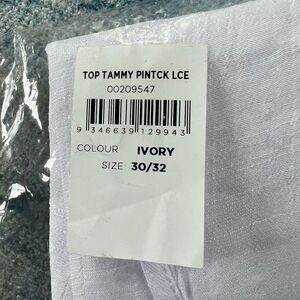 TOP TAMMY PINTCK LCE
00209547
9 346639 129943
COLOUR IVORY
SIZE 30/32